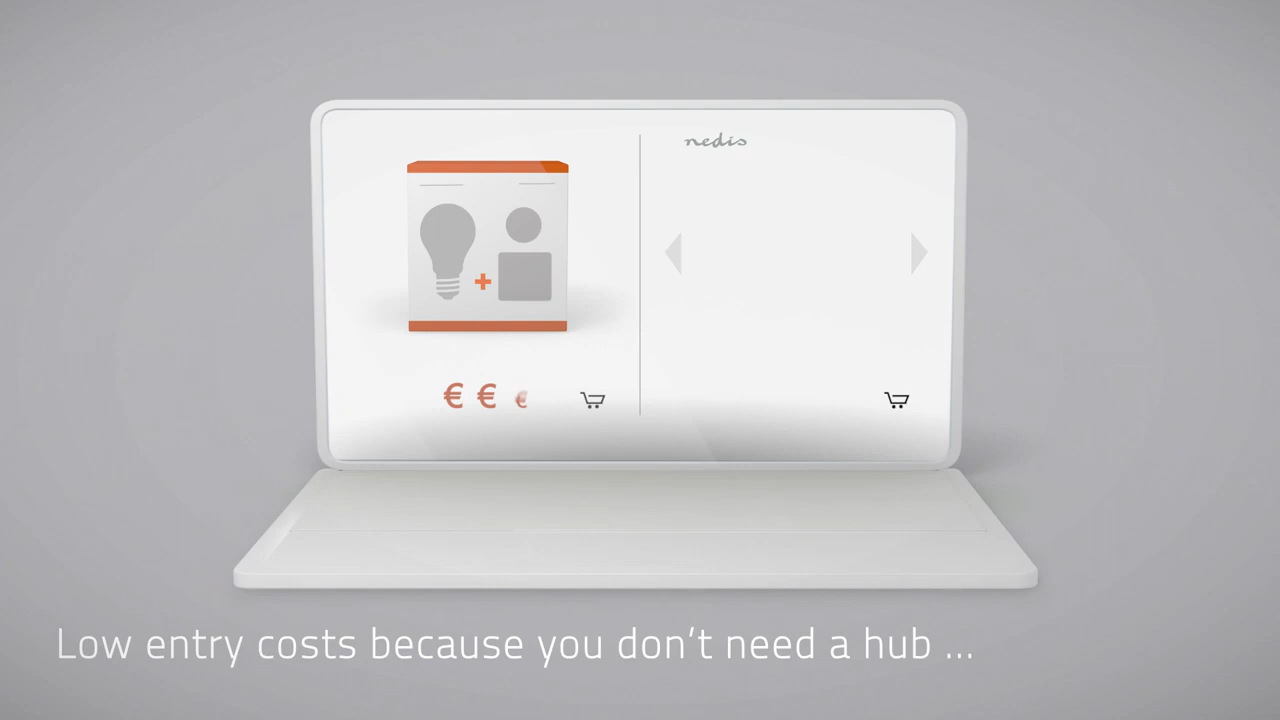 nedis
€ € €
Low entry costs because you don't need a hub ...